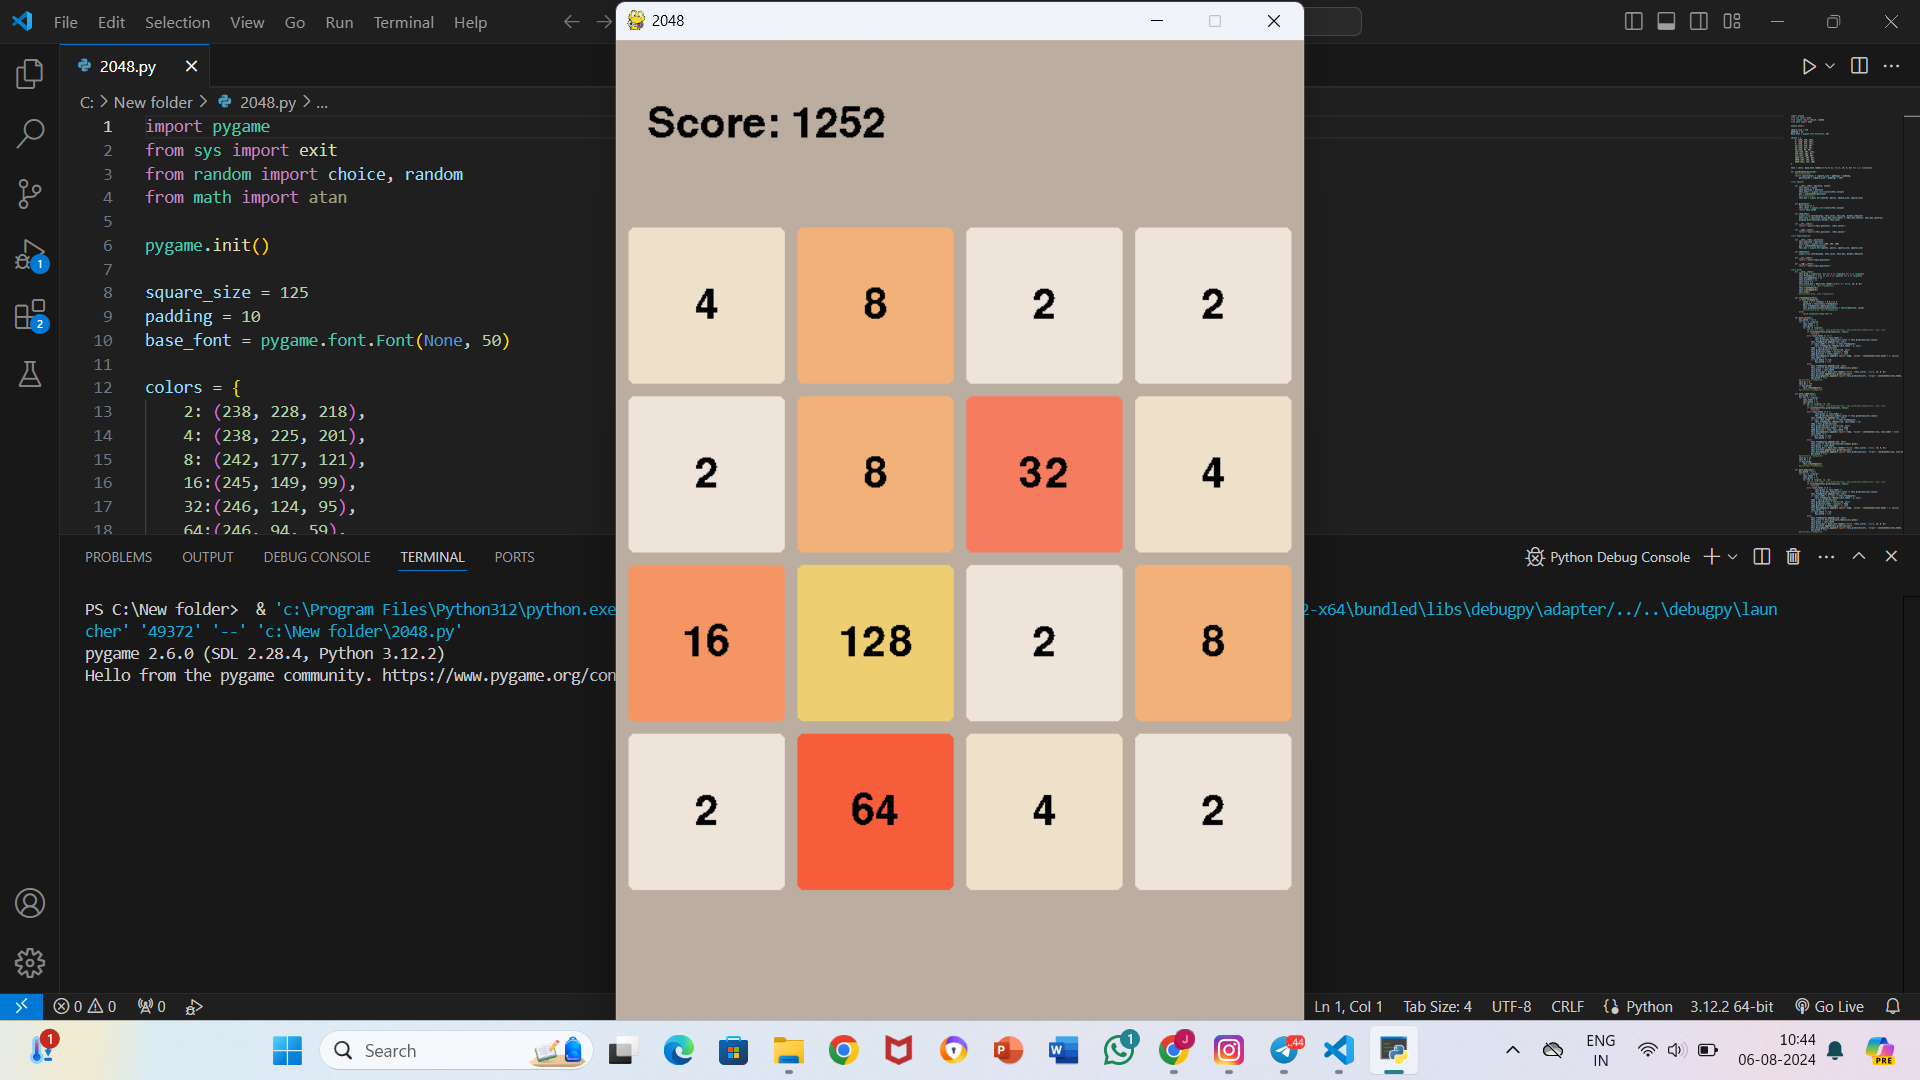 File Edit Selection View Go Run Terminal Help
2048
2048.py
C: > New folder > 2048.py > ...
1 import pygame
2 from sys import exit
3 from random import choice, random
4 from math import atan
5
6 pygame.init()
7
8 square_size = 125
9 padding = 10
10 base_font = pygame.font.Font(None, 50)
11
12 colors = {
13 2: (238, 228, 218),
14 4: (238, 225, 201),
15 8: (242, 177, 121),
16 16:(245, 149, 99),
17 32:(246, 124, 95),
18 64:(246, 94, 59),
1
2
Score: 1252
4 8 2 2
2 8 32 4
16 128 2 8
2 64 4 2
PROBLEMS OUTPUT DEBUG CONSOLE TERMINAL PORTS
Python Debug Console
PS C:\New folder> & 'c:\Program Files\Python312\python.exe 2-x64\bundled\libs\debugpy\adapter/../..\debugpy\laun
cher' '49372' '--' 'c:\New folder\2048.py'
pygame 2.6.0 (SDL 2.28.4, Python 3.12.2)
Hello from the pygame community. https://www.pygame.org/con
0 0 0
Ln 1, Col 1 Tab Size: 4 UTF-8 CRLF {} Python 3.12.2 64-bit Go Live
1
Search
1
J
.44
ENG
IN
10:44
06-08-2024
PRE